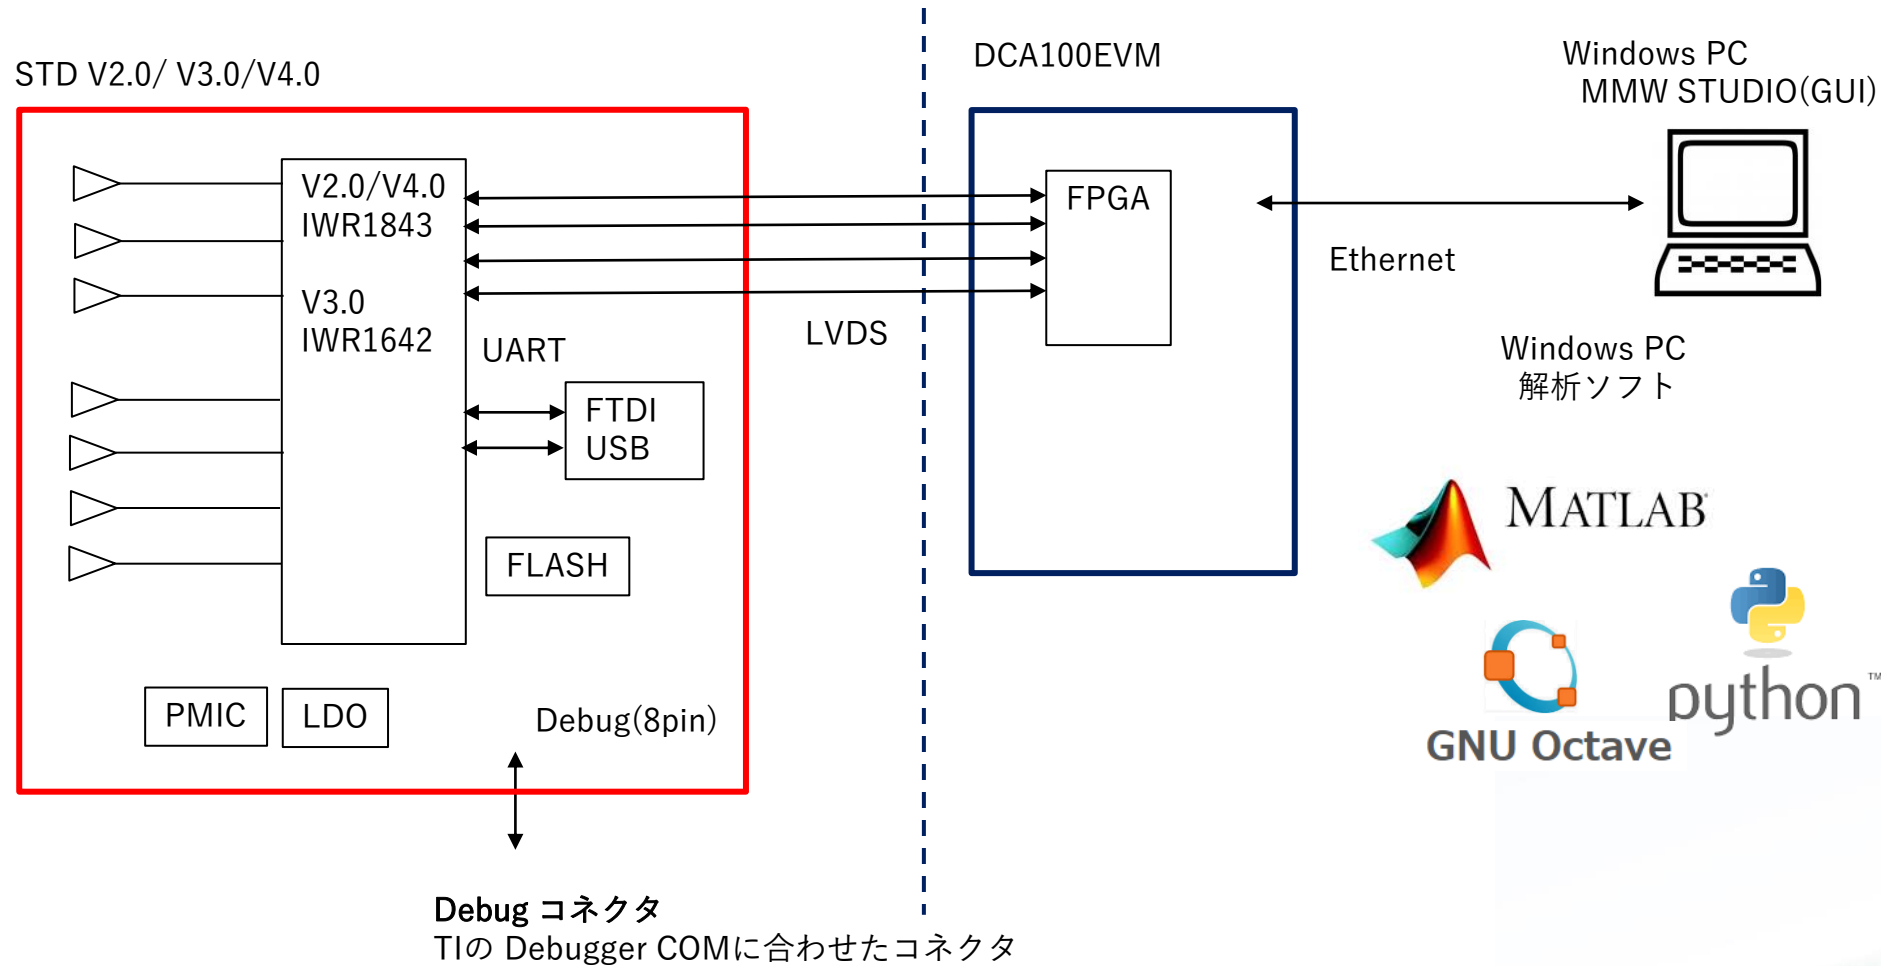 STD V2.0/ V3.0/V4.0
V2.0/V4.0
IWR1843
V3.0
IWR1642
UART
FTDI
USB
FLASH
PMIC
LDO
Debug(8pin)
Debug コネクタ
TIの Debugger COMに合わせたコネクタ
LVDS
DCA100EVM
FPGA
Ethernet
Windows PC
MMW STUDIO(GUI)
Windows PC
解析ソフト
MATLAB
python™
GNU Octave